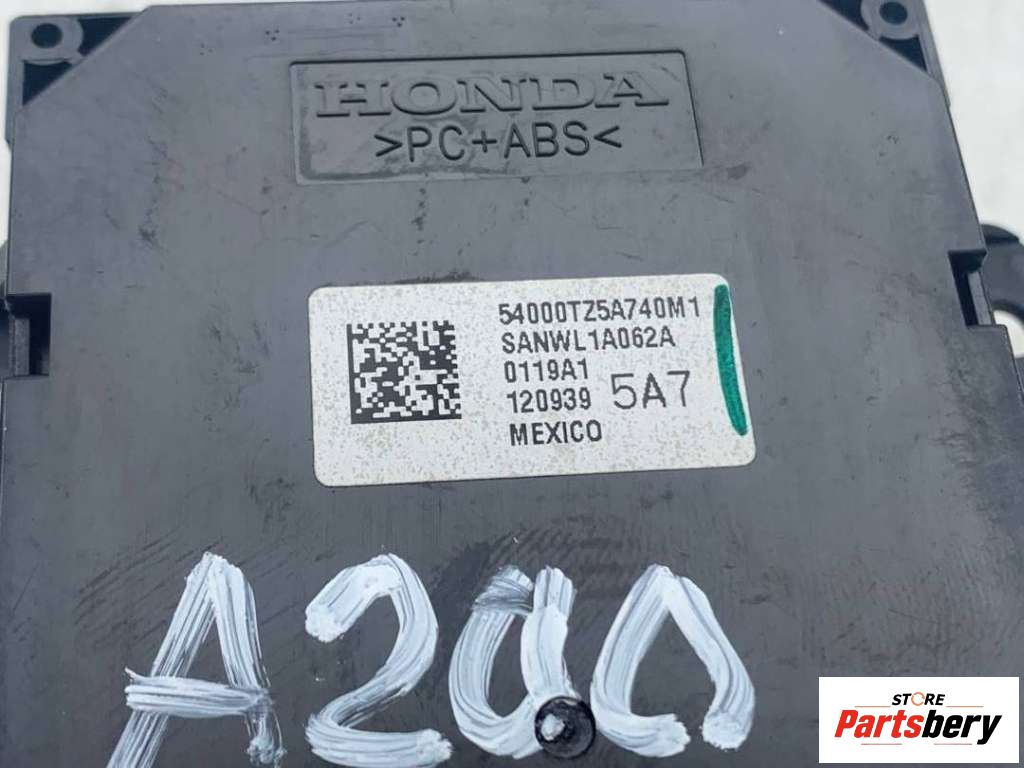 HONDA
>PC+ABS<
54000TZ5A740M1
SANWL1A062A
0119A1
120939 5A7
MEXICO
A200
STORE
Partsbery